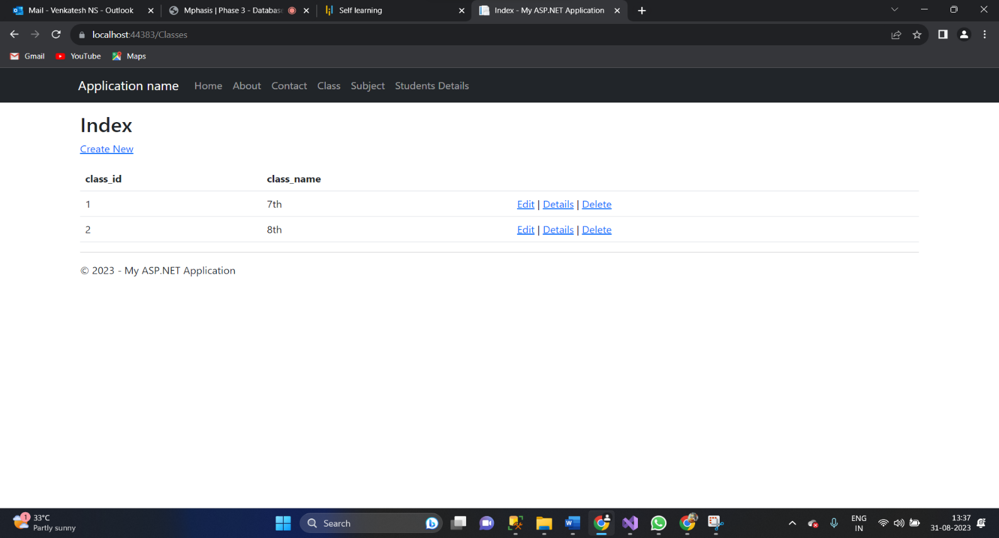 Mail - Venkatesh NS - Outlook
Mphasis | Phase 3 - Database
Self learning
Index - My ASP.NET Application
localhost:44383/Classes
Gmail
YouTube
Maps
Application name Home About Contact Class Subject Students Details
Index
Create New
class_id class_name
1 7th Edit | Details | Delete
2 8th Edit | Details | Delete
© 2023 - My ASP.NET Application
1
33°C
Partly sunny
Search
ENG
IN
13:37
31-08-2023